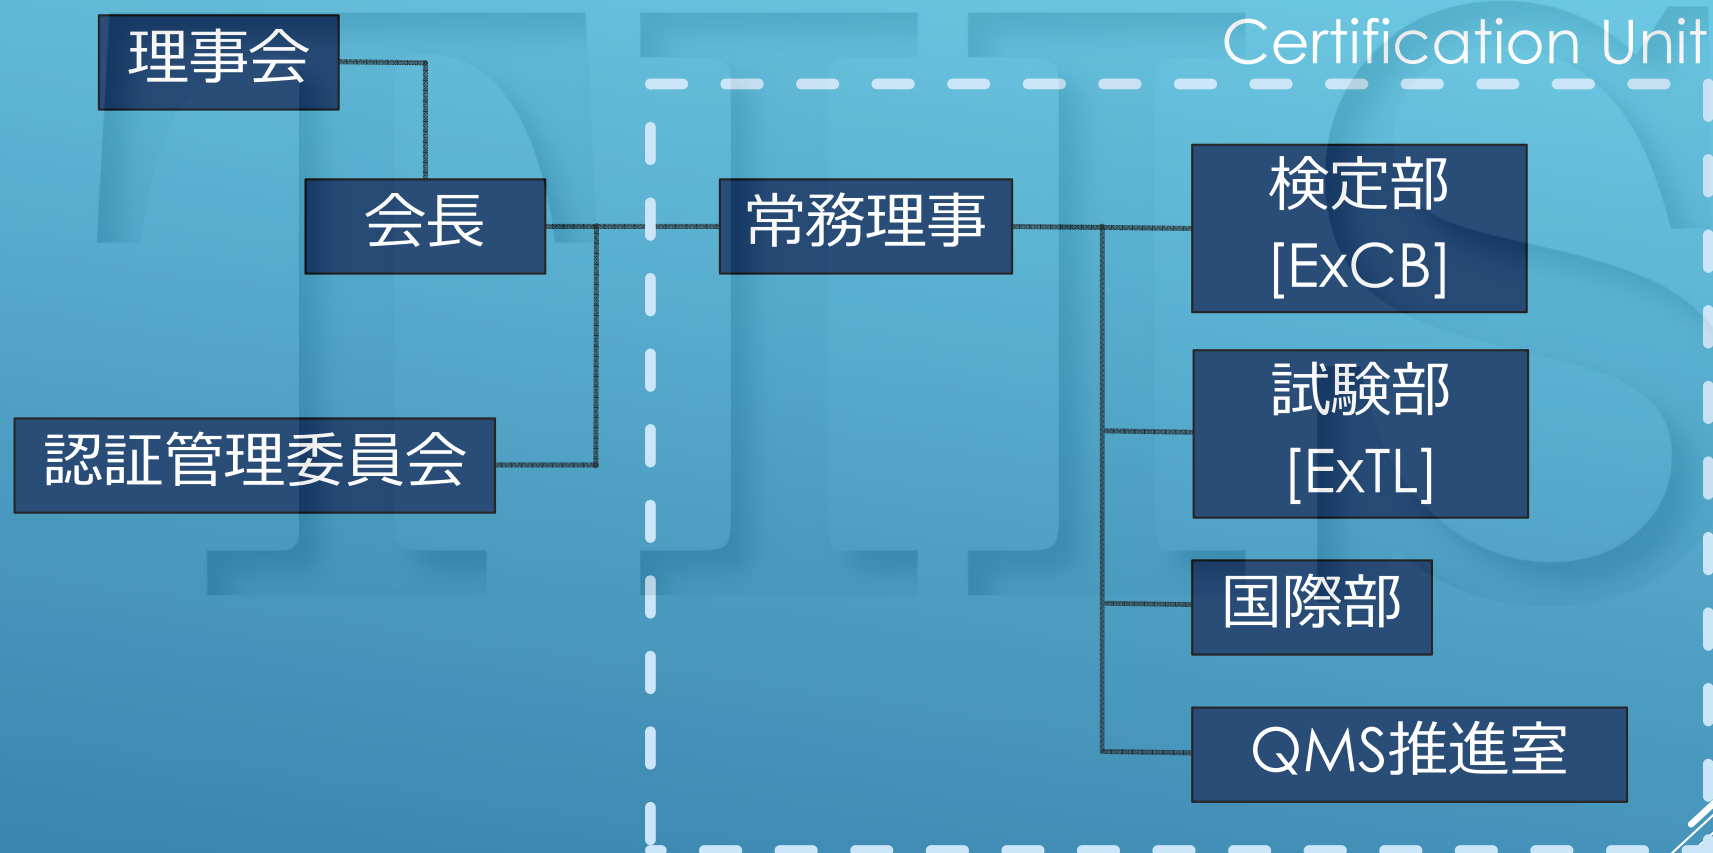 Certification Unit
理事会
会長
認証管理委員会
常務理事
検定部
[ExCB]
試験部
[ExTL]
国際部
QMS推進室
TIIS